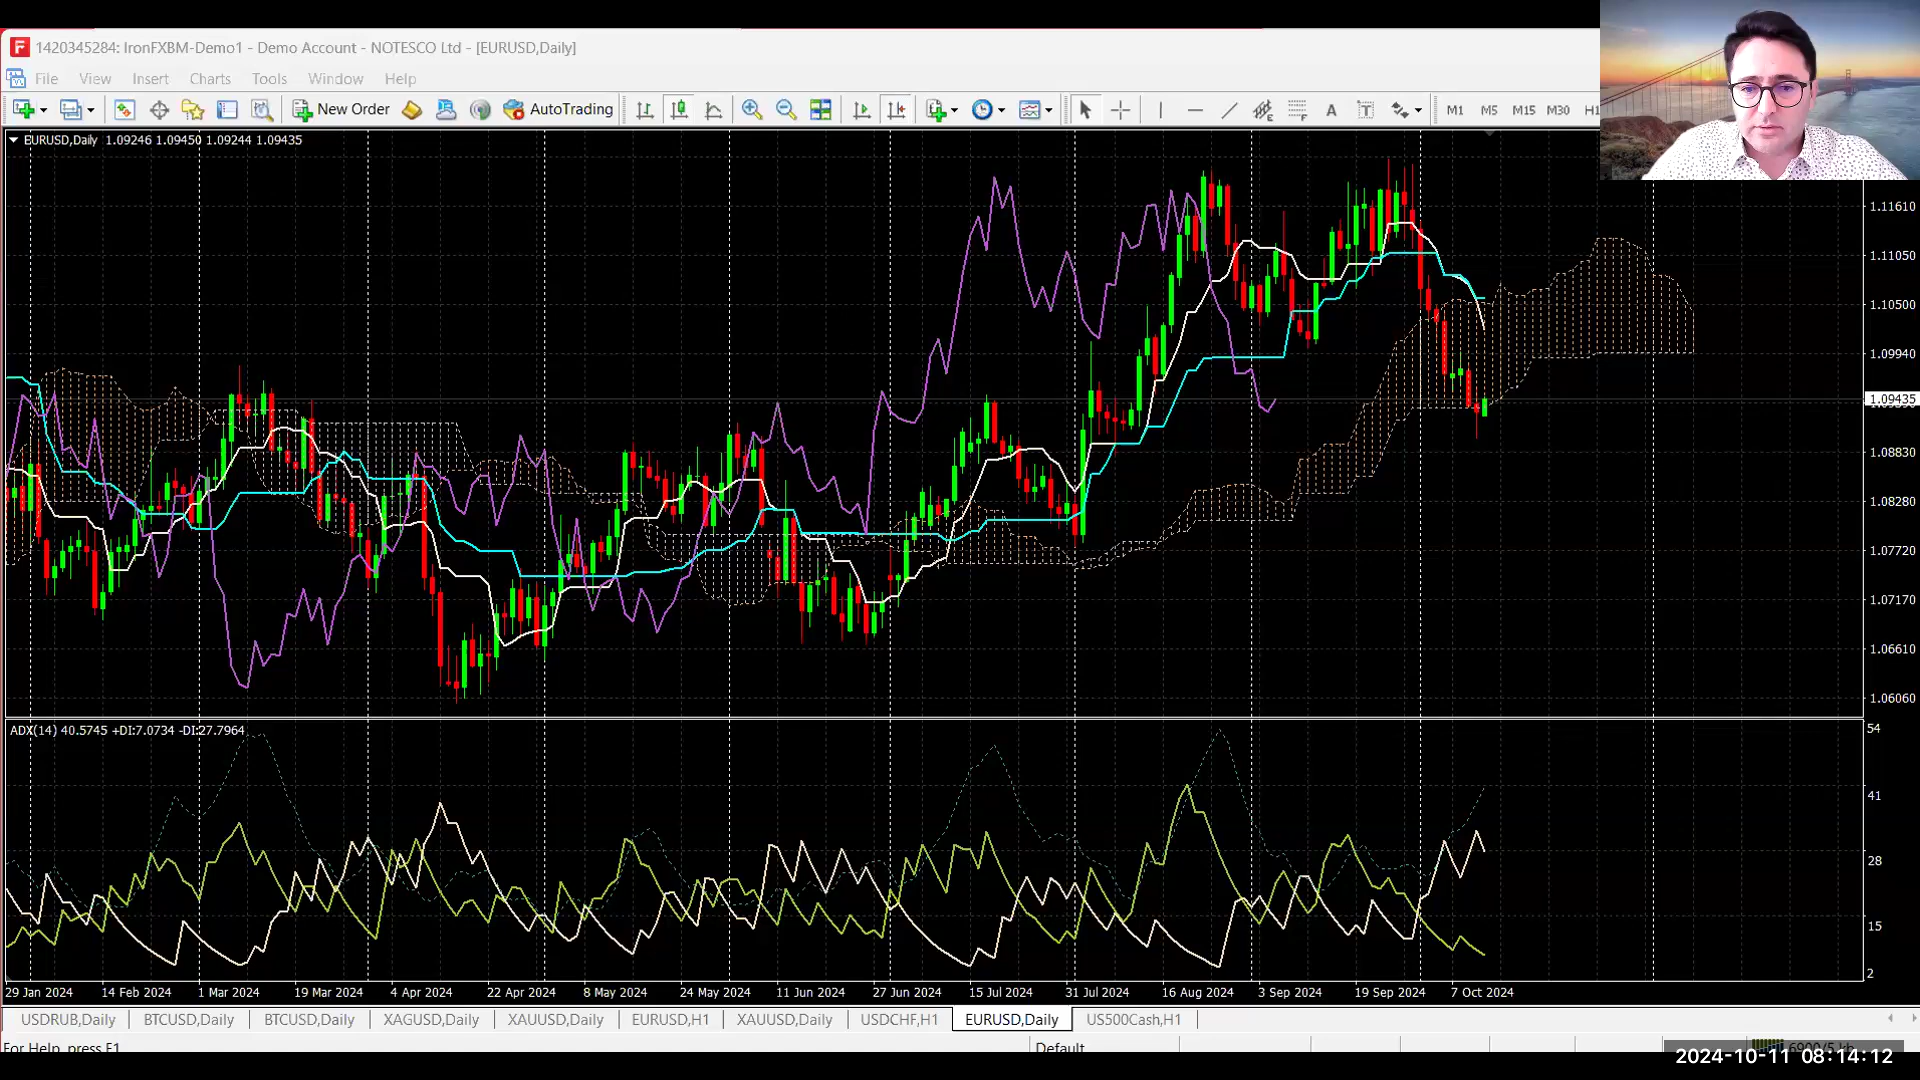 1420345284: IronFXBM-Demo1 - Demo Account - NOTESCO Ltd - [EURUSD,Daily]
File View Insert Charts Tools Window Help
New Order AutoTrading A T M1 M5 M15 M30 H1
EURUSD,Daily 1.09246 1.09450 1.09244 1.09435
1.11610
1.11050
1.10500
1.09940
1.09435
1.08830
1.08280
1.07720
1.07170
1.06610
1.06060
ADX(14) 40.5745 +DI:7.0734 -DI:27.7964
54
41
28
15
2
29 Jan 2024 14 Feb 2024 1 Mar 2024 19 Mar 2024 4 Apr 2024 22 Apr 2024 8 May 2024 24 May 2024 11 Jun 2024 27 Jun 2024 15 Jul 2024 31 Jul 2024 16 Aug 2024 3 Sep 2024 19 Sep 2024 7 Oct 2024
USDRUB,Daily BTCUSD,Daily BTCUSD,Daily XAGUSD,Daily XAUUSD,Daily EURUSD,H1 XAUUSD,Daily USDCHF,H1 EURUSD,Daily US500Cash,H1
For Help, press F1 Default 6900/5 kb
2024-10-11 08:14:12